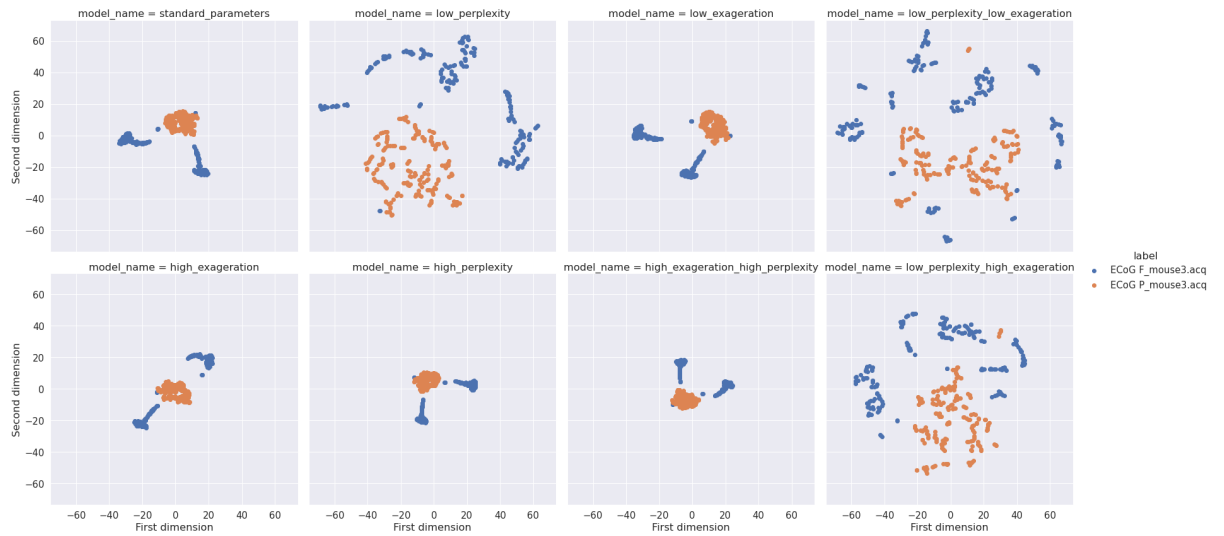 model_name = standard_parameters
model_name = low_perplexity
model_name = low_exageration
model_name = low_perplexity_low_exageration
60
40
20
0
−20
−40
−60
Second dimension
model_name = high_exageration
model_name = high_perplexity
model_name = high_exageration_high_perplexity
model_name = low_perplexity_high_exageration
label
ECoG F_mouse3.acq
ECoG P_mouse3.acq
60
40
20
0
−20
−40
−60
Second dimension
−60 −40 −20 0 20 40 60
−60 −40 −20 0 20 40 60
−60 −40 −20 0 20 40 60
−60 −40 −20 0 20 40 60
First dimension
First dimension
First dimension
First dimension